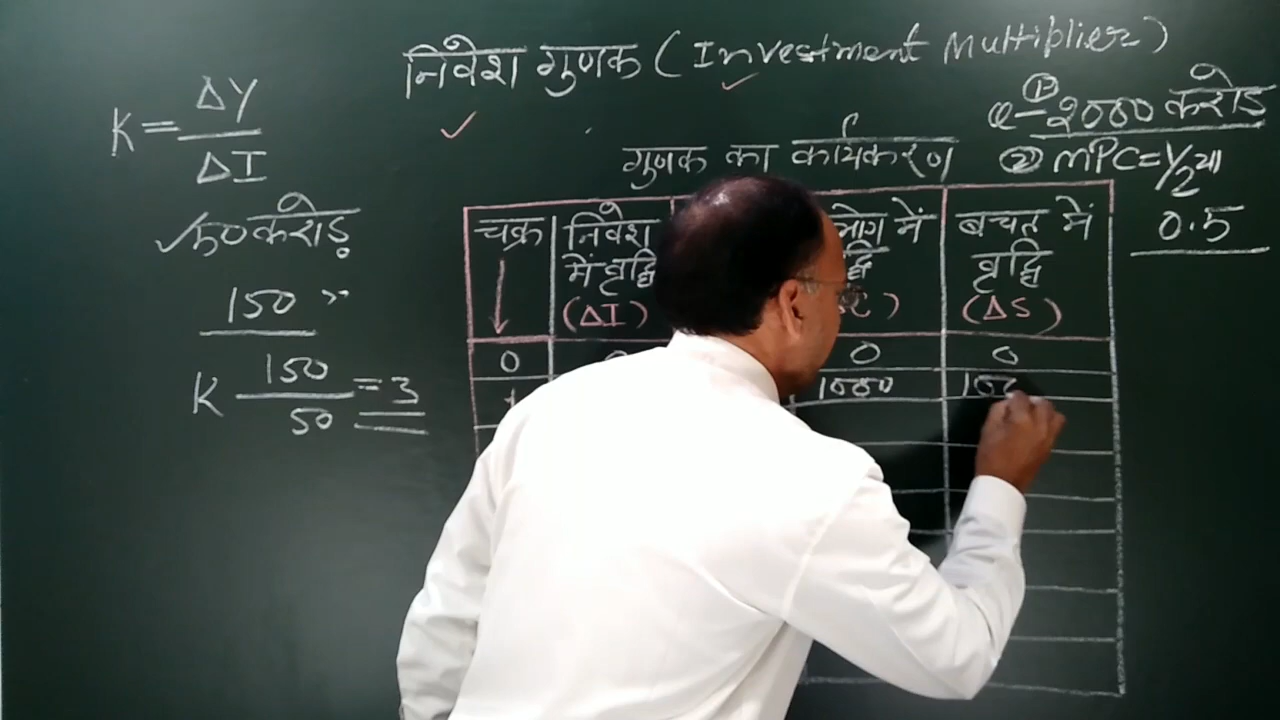 निवेश गुणक ( Investment Multiplier )
K = ΔY / ΔI
Q- ① 2000 करोड़
② MPC = 1/2 या
0.5
गुणक का कार्यकरण
50 करोड़
150 "
K 150 / 50 = 3
चक्र निवेश में वृद्धि (ΔI) में वृद्धि बचत में वृद्धि (ΔS)
0 0 0
1000